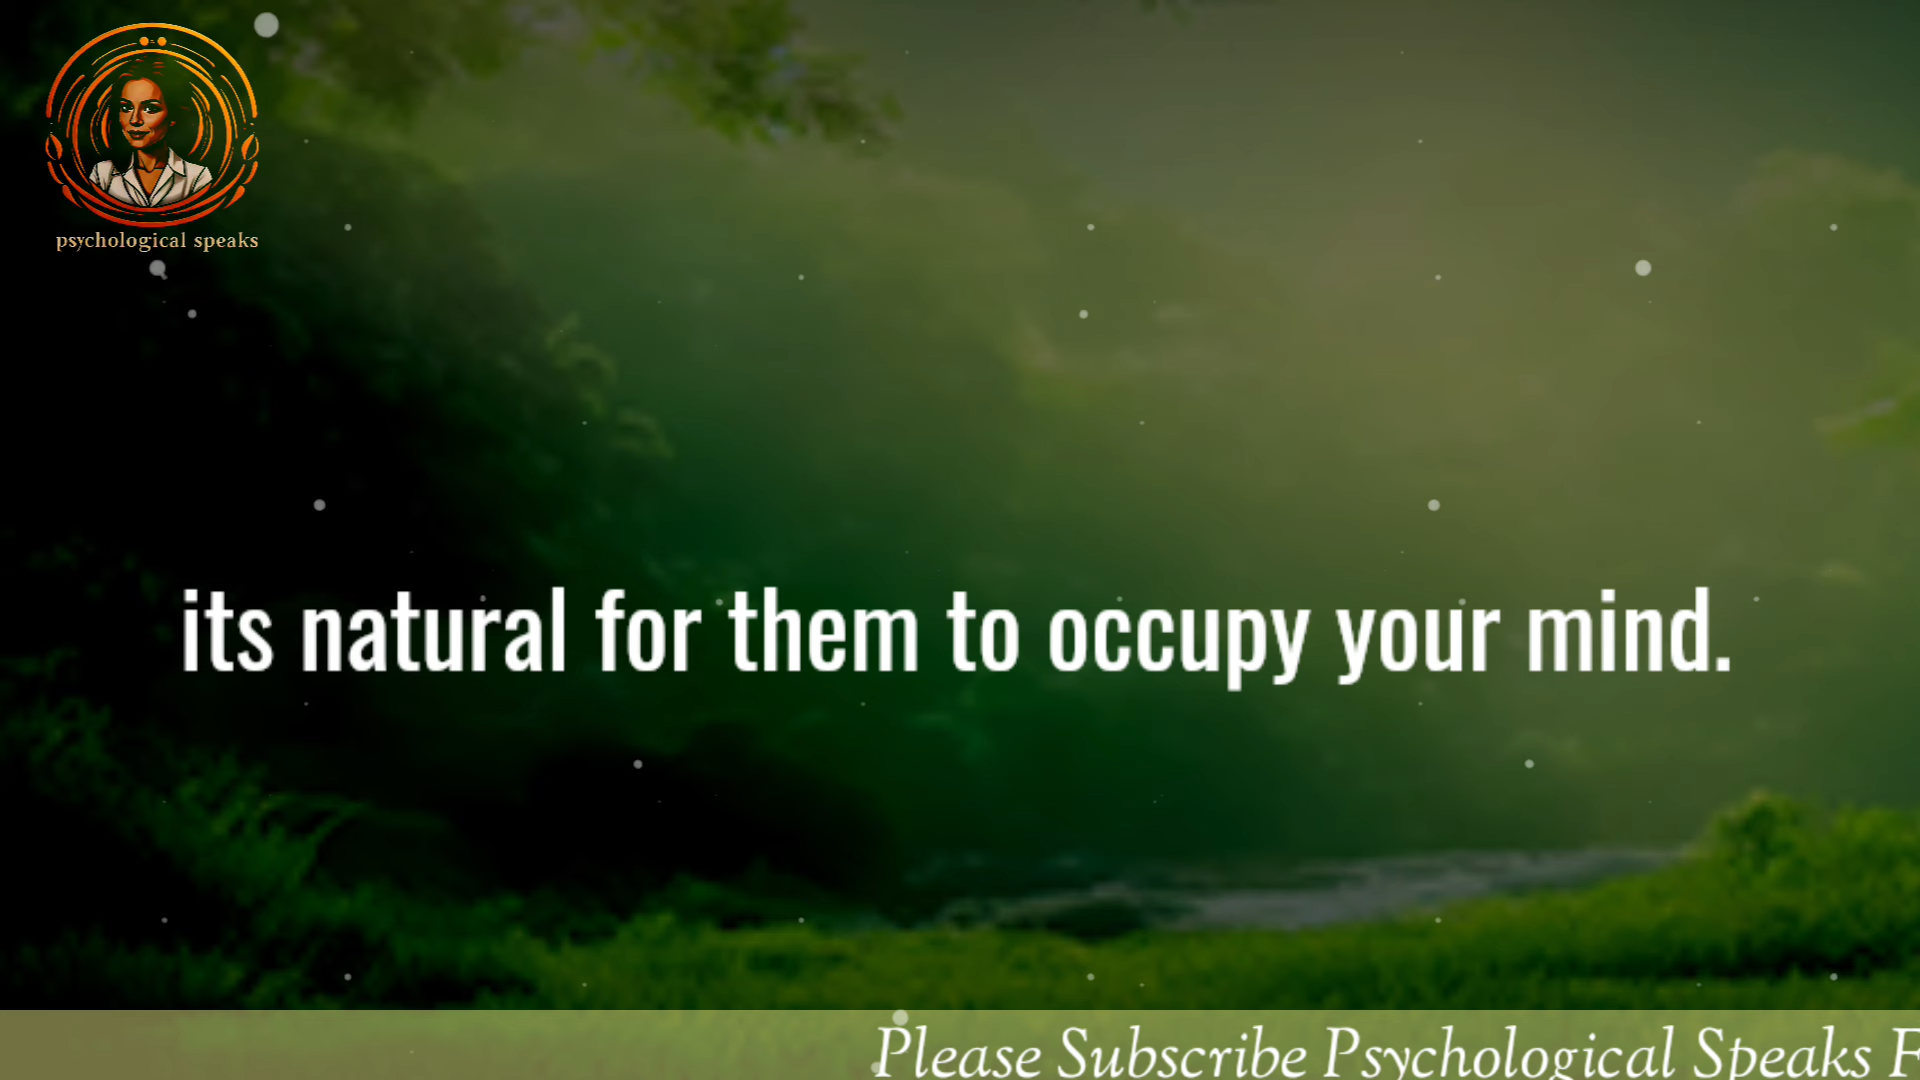 psychological speaks
its natural for them to occupy your mind.
Please Subscribe Psychological Speaks